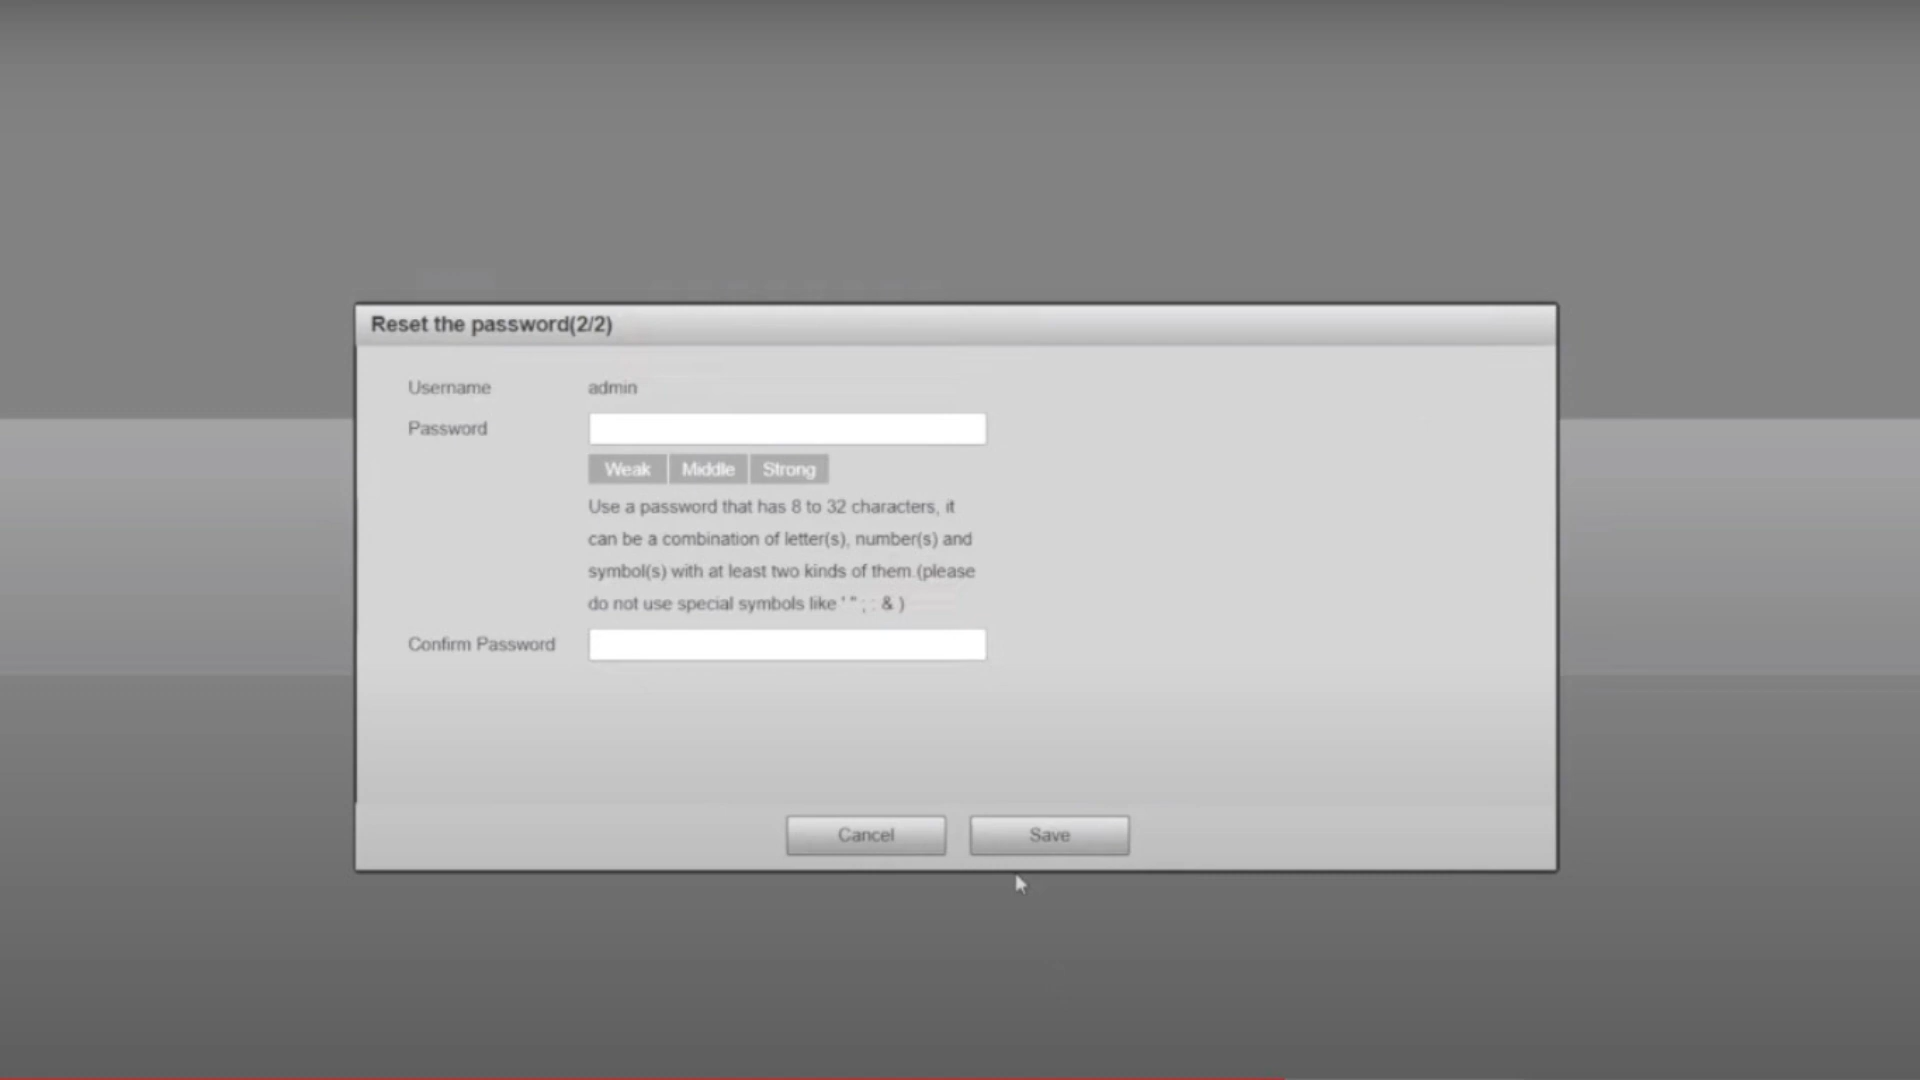 Reset the password(2/2)
Username admin
Password
Weak Middle Strong
Use a password that has 8 to 32 characters, it
can be a combination of letter(s), number(s) and
symbol(s) with at least two kinds of them.(please
do not use special symbols like ' " ; : & )
Confirm Password
Cancel Save